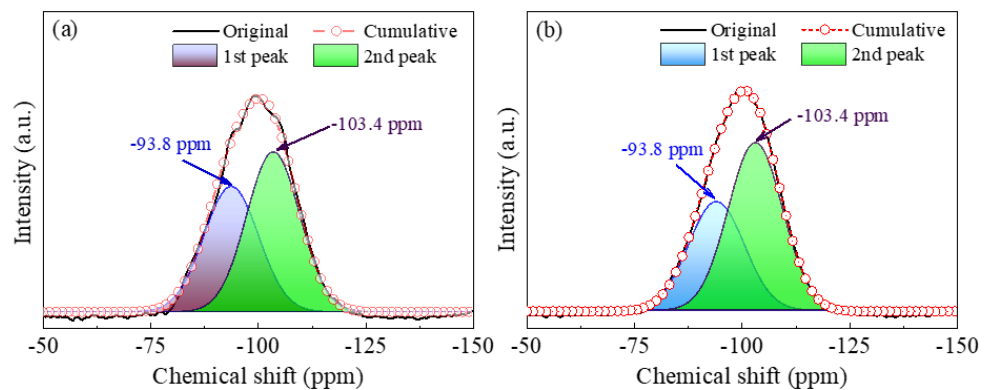 (a)
Original
Cumulative
1st peak
2nd peak
-103.4 ppm
-93.8 ppm
Intensity (a.u.)
-50
-75
-100
-125
-150
Chemical shift (ppm)
(b)
Original
Cumulative
1st peak
2nd peak
-103.4 ppm
-93.8 ppm
Intensity (a.u.)
-50
-75
-100
-125
-150
Chemical shift (ppm)